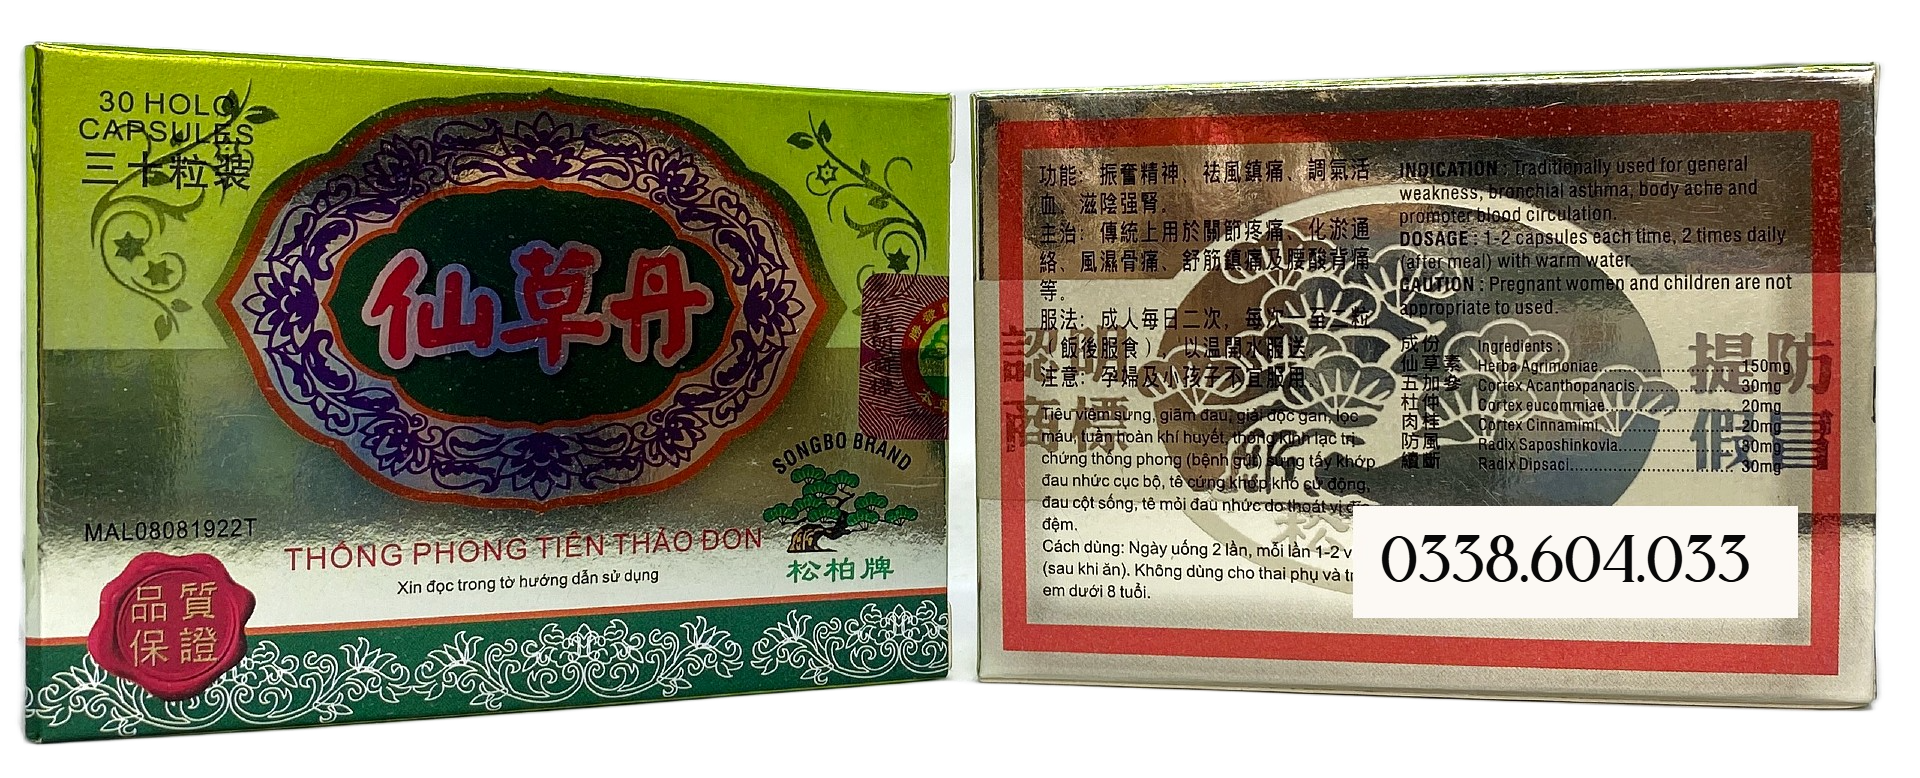 30 HOLO
CAPSULES
三十粒装
仙草丹
SONGBO BRAND
松柏牌
MAL08081922T
THỐNG PHONG TIÊN THẢO ĐƠN
Xin đọc trong tờ hướng dẫn sử dụng
品質
保證
功能：振奮精神、祛風鎮痛、調氣活
血、滋陰强腎。
主治：傳統上用於關節疼痛、化淤通
絡、風濕骨痛、舒筋鎮痛及腰酸背痛
等。
服法：成人每日二次，每次一至二粒
（飯後服食）、以温開水服送。
注意：孕婦及小孩子不宜服用。
Tiêu viêm sưng, giảm đau, giải độc gan, lọc
máu, tuần hoàn khí huyết, thông kinh lạc trị
chứng thống phong (bệnh gút) sưng tấy khớp
đau nhức cục bộ, tê cứng khớp khó cử động,
đau cột sống, tê mỏi đau nhức do thoát vị đĩa
đệm.
Cách dùng: Ngày uống 2 lần, mỗi lần 1-2 v
(sau khi ăn). Không dùng cho thai phụ và tr
em dưới 8 tuổi.
INDICATION : Traditionally used for general
weakness, bronchial asthma, body ache and
promoter blood circulation.
DOSAGE : 1-2 capsules each time, 2 times daily
(after meal) with warm water.
CAUTION : Pregnant women and children are not
appropriate to used.
成份 Ingredients :
仙草素 Herba Agrimoniae 150mg
五加參 Cortex Acanthopanacis 30mg
杜仲 Cortex eucommiae 20mg
肉桂 Cortex Cinnamimi 20mg
防風 Radix Saposhinkovia 80mg
續斷 Radix Dipsaci 30mg
認明
商標
提防
假冒
0338.604.033